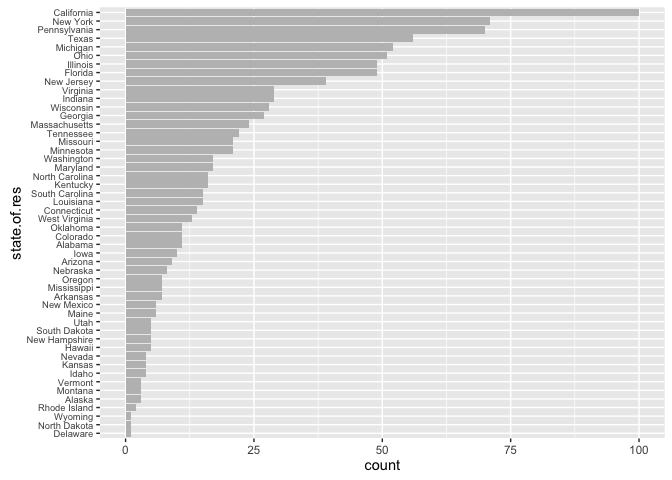 California
New York
Pennsylvania
Texas
Michigan
Ohio
Illinois
Florida
New Jersey
Virginia
Indiana
Wisconsin
Georgia
Massachusetts
Tennessee
Missouri
Minnesota
Washington
Maryland
North Carolina
Kentucky
South Carolina
Louisiana
Connecticut
West Virginia
Oklahoma
Colorado
Alabama
Iowa
Arizona
Nebraska
Oregon
Mississippi
Arkansas
New Mexico
Maine
Utah
South Dakota
New Hampshire
Hawaii
Nevada
Kansas
Idaho
Vermont
Montana
Alaska
Rhode Island
Wyoming
North Dakota
Delaware
state.of.res
0 25 50 75 100
count